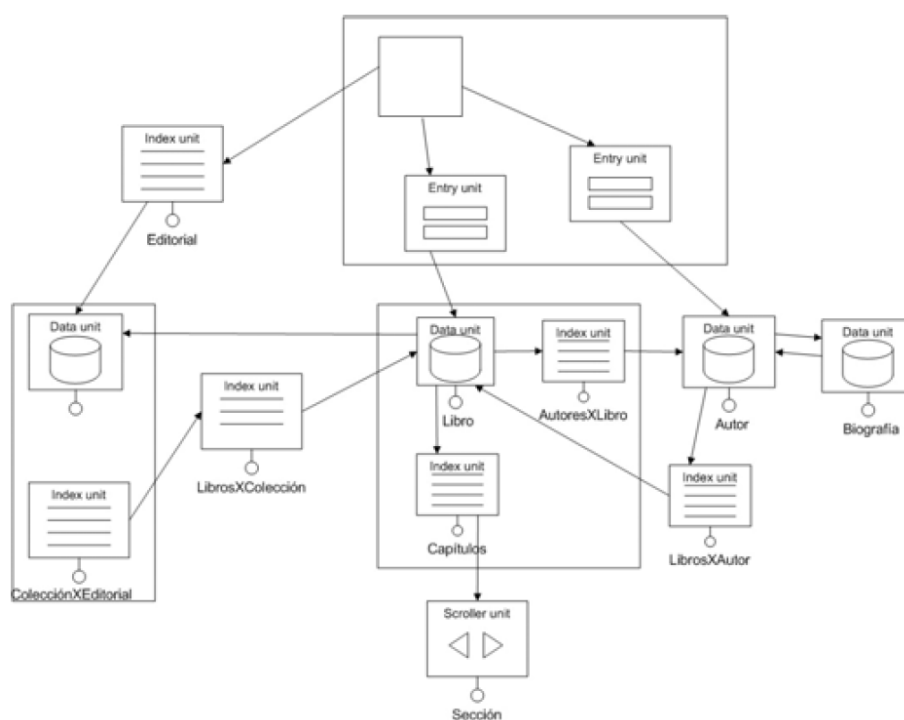 Index unit
Editorial
Entry unit
Entry unit
Data unit
Index unit
ColecciónXEditorial
Index unit
LibrosXColección
Data unit
Libro
Index unit
AutoresXLibro
Index unit
Capítulos
Data unit
Autor
Data unit
Biografía
Index unit
LibrosXAutor
Scroller unit
Sección